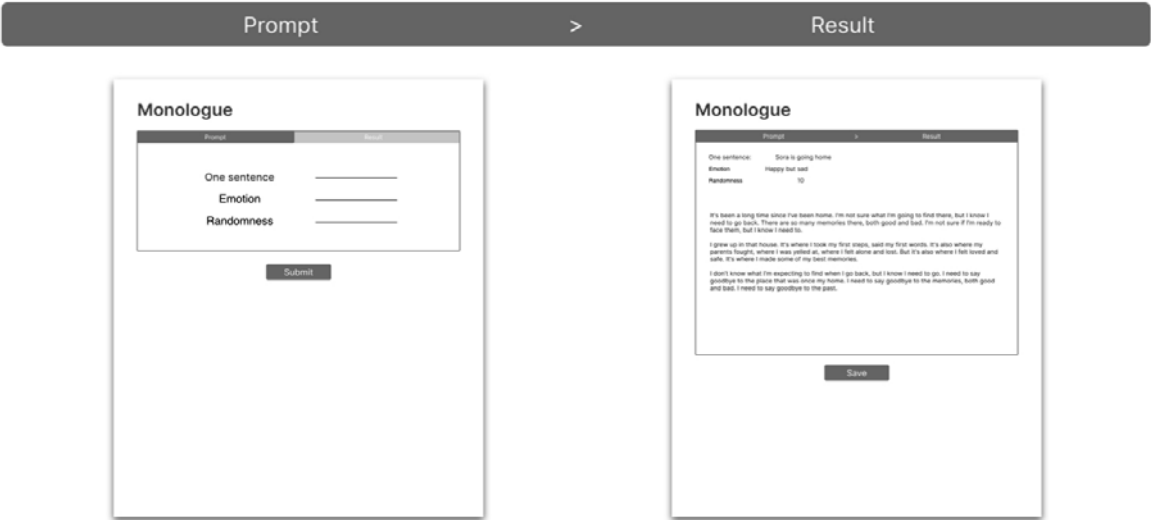 Prompt > Result
Monologue
Prompt Result
One sentence
Emotion
Randomness
Submit
Monologue
Prompt > Result
One sentence: Sora is going home
Emotion Happy but sad
Randomness 10
It's been a long time since I've been home. I'm not sure what I'm going to find there, but I know I
need to go back. There are so many memories there, both good and bad. I'm not sure if I'm ready to
face them, but I know I need to.
I grew up in that house. It's where I took my first steps, said my first words. It's also where my
parents fought, where I was yelled at, where I felt alone and lost. But it's also where I felt loved and
safe. It's where I made some of my best memories.
I don't know what I'm expecting to find when I go back, but I know I need to go. I need to say
goodbye to the place that was once my home. I need to say goodbye to the memories, both good
and bad. I need to say goodbye to the past.
Save